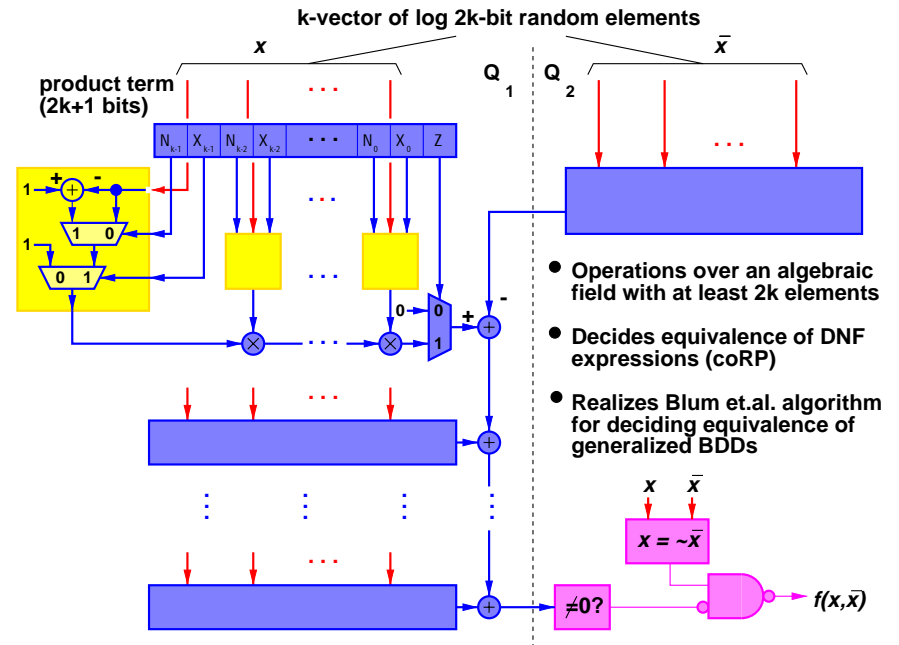 k-vector of log 2k-bit random elements
x
x̄
product term
(2k+1 bits)
. . .
Q1
Q2
N k-1 X k-1 N k-2 X k-2 . . . N 0 X 0 Z
. . .
1 + + -
1 0
1
0 1
. . .
. . .
0 0
1
+
-
+
× . . . ×
• Operations over an algebraic
field with at least 2k elements
• Decides equivalence of DNF
expressions (coRP)
• Realizes Blum et.al. algorithm
for deciding equivalence of
generalized BDDs
. . .
+
x x̄
x = ~x̄
. . .
+
≠0?
f(x,x̄)